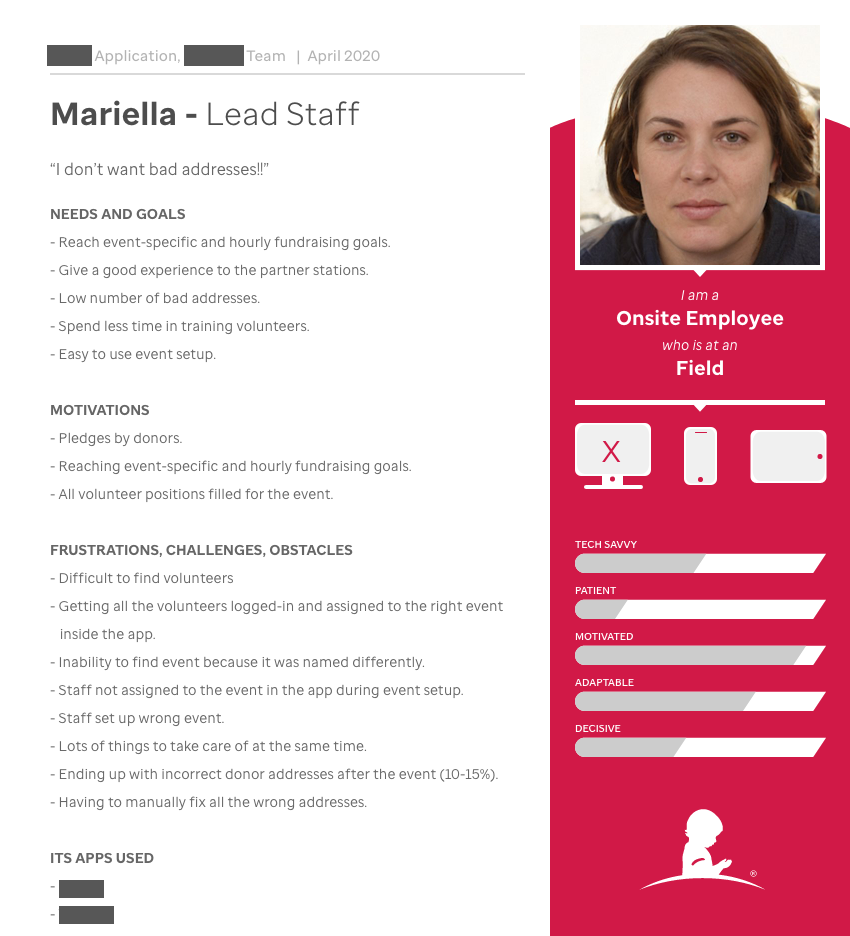 Application, Team | April 2020
Mariella - Lead Staff
“I don’t want bad addresses!!”
NEEDS AND GOALS
- Reach event-specific and hourly fundraising goals.
- Give a good experience to the partner stations.
- Low number of bad addresses.
- Spend less time in training volunteers.
- Easy to use event setup.
MOTIVATIONS
- Pledges by donors.
- Reaching event-specific and hourly fundraising goals.
- All volunteer positions filled for the event.
FRUSTRATIONS, CHALLENGES, OBSTACLES
- Difficult to find volunteers
- Getting all the volunteers logged-in and assigned to the right event
inside the app.
- Inability to find event because it was named differently.
- Staff not assigned to the event in the app during event setup.
- Staff set up wrong event.
- Lots of things to take care of at the same time.
- Ending up with incorrect donor addresses after the event (10-15%).
- Having to manually fix all the wrong addresses.
ITS APPS USED
-
-
I am a
Onsite Employee
who is at an
Field
X
TECH SAVVY
PATIENT
MOTIVATED
ADAPTABLE
DECISIVE
®